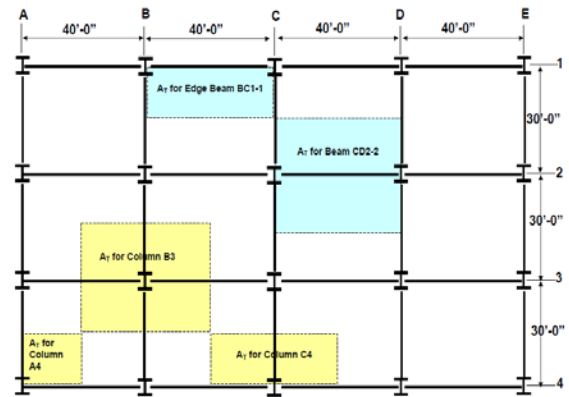 A B C D E
40'-0" 40'-0" 40'-0" 40'-0"
1
AT for Edge Beam BC1-1
30'-0"
AT for Beam CD2-2
2
30'-0"
AT for Column B3
3
30'-0"
AT for
Column
A4
AT for Column C4
4